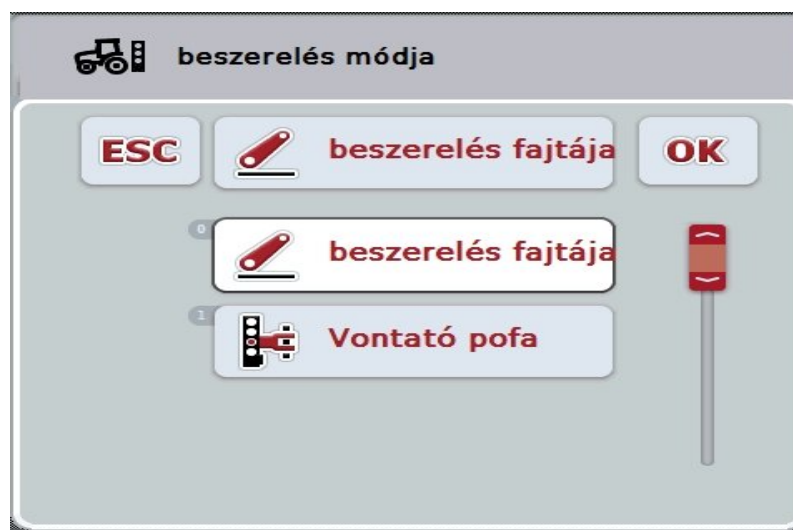 beszerelés módja
ESC
beszerelés fajtája
OK
0
beszerelés fajtája
1
Vontató pofa